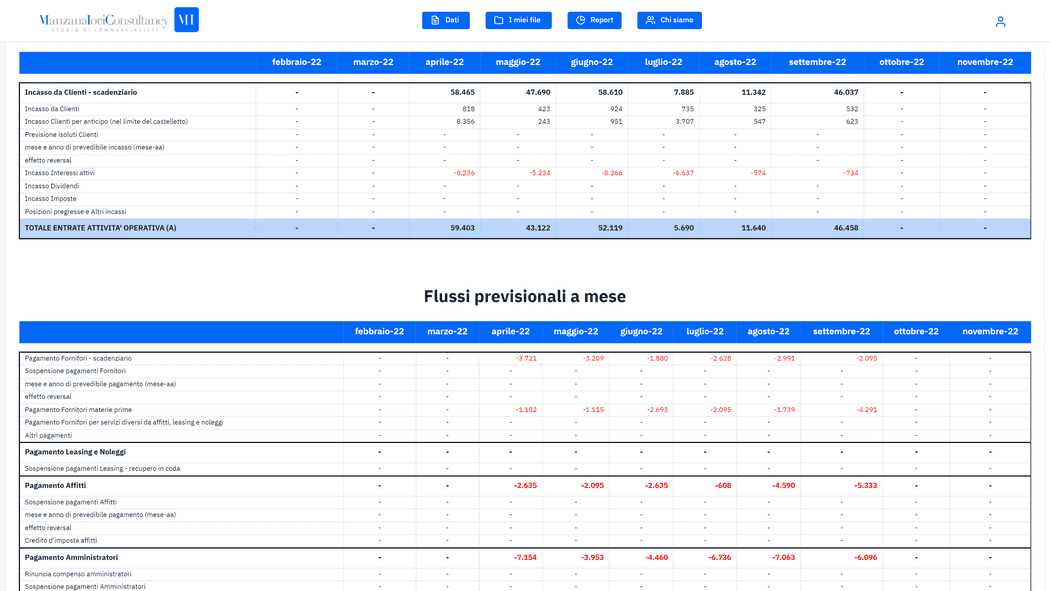 ManzanaIoriConsultancy MI
STUDIO DI COMMERCIALISTI
Dati I miei file Report Chi siamo
febbraio-22 marzo-22 aprile-22 maggio-22 giugno-22 luglio-22 agosto-22 settembre-22 ottobre-22 novembre-22
Incasso da Clienti - scadenziario - - 58.465 47.690 58.610 7.885 11.342 46.037 - -
Incasso da Clienti - - 818 423 924 735 325 532 - -
Incasso Clienti per anticipo (nel limite del castelletto) - - 8.356 243 951 3.707 547 623 - -
Previsione isoluti Clienti - - - - - - - - - -
mese e anno di prevedibile incasso (mese-aa) - - - - - - - - - -
effetto reversal - - - - - - - - - -
Incasso Interessi attivi - - -8.236 -5.234 -8.366 -6.637 -574 -734 - -
Incasso Dividendi - - - - - - - - - -
Incasso Imposte - - - - - - - - - -
Posizioni pregresse e Altri incassi - - - - - - - - - -
TOTALE ENTRATE ATTIVITA' OPERATIVA (A) - - 59.403 43.122 52.119 5.690 11.640 46.458 - -
Flussi previsionali a mese
febbraio-22 marzo-22 aprile-22 maggio-22 giugno-22 luglio-22 agosto-22 settembre-22 ottobre-22 novembre-22
Pagamento Fornitori - scadenziario - - -3.721 -3.209 -1.880 -2.628 -2.991 -2.095 - -
Sospensione pagamenti Fornitori - - - - - - - - - -
mese e anno di prevedibile pagamento (mese-aa) - - - - - - - - - -
effetto reversal - - - - - - - - - -
Pagamento Fornitori materie prime - - -1.182 -1.115 -2.693 -2.095 -1.739 -4.291 - -
Pagamento Fornitori per servizi diversi da affitti, leasing e noleggi - - - - - - - - - -
Altri pagamenti - - - - - - - - - -
Pagamento Leasing e Noleggi - - - - - - - - - -
Sospensione pagamenti Leasing - recupero in coda - - - - - - - - - -
Pagamento Affitti - - -2.635 -2.095 -2.635 -608 -4.590 -5.333 - -
Sospensione pagamenti Affitti - - - - - - - - - -
mese e anno di prevedibile pagamento (mese-aa) - - - - - - - - - -
effetto reversal - - - - - - - - - -
Credito d'imposta affitti - - - - - - - - - -
Pagamento Amministratori - - -7.154 -3.953 -4.460 -6.736 -7.063 -6.096 - -
Rinuncia compenso amministratori - - - - - - - - - -
Sospensione pagamenti Amministratori - - - - - - - - - -